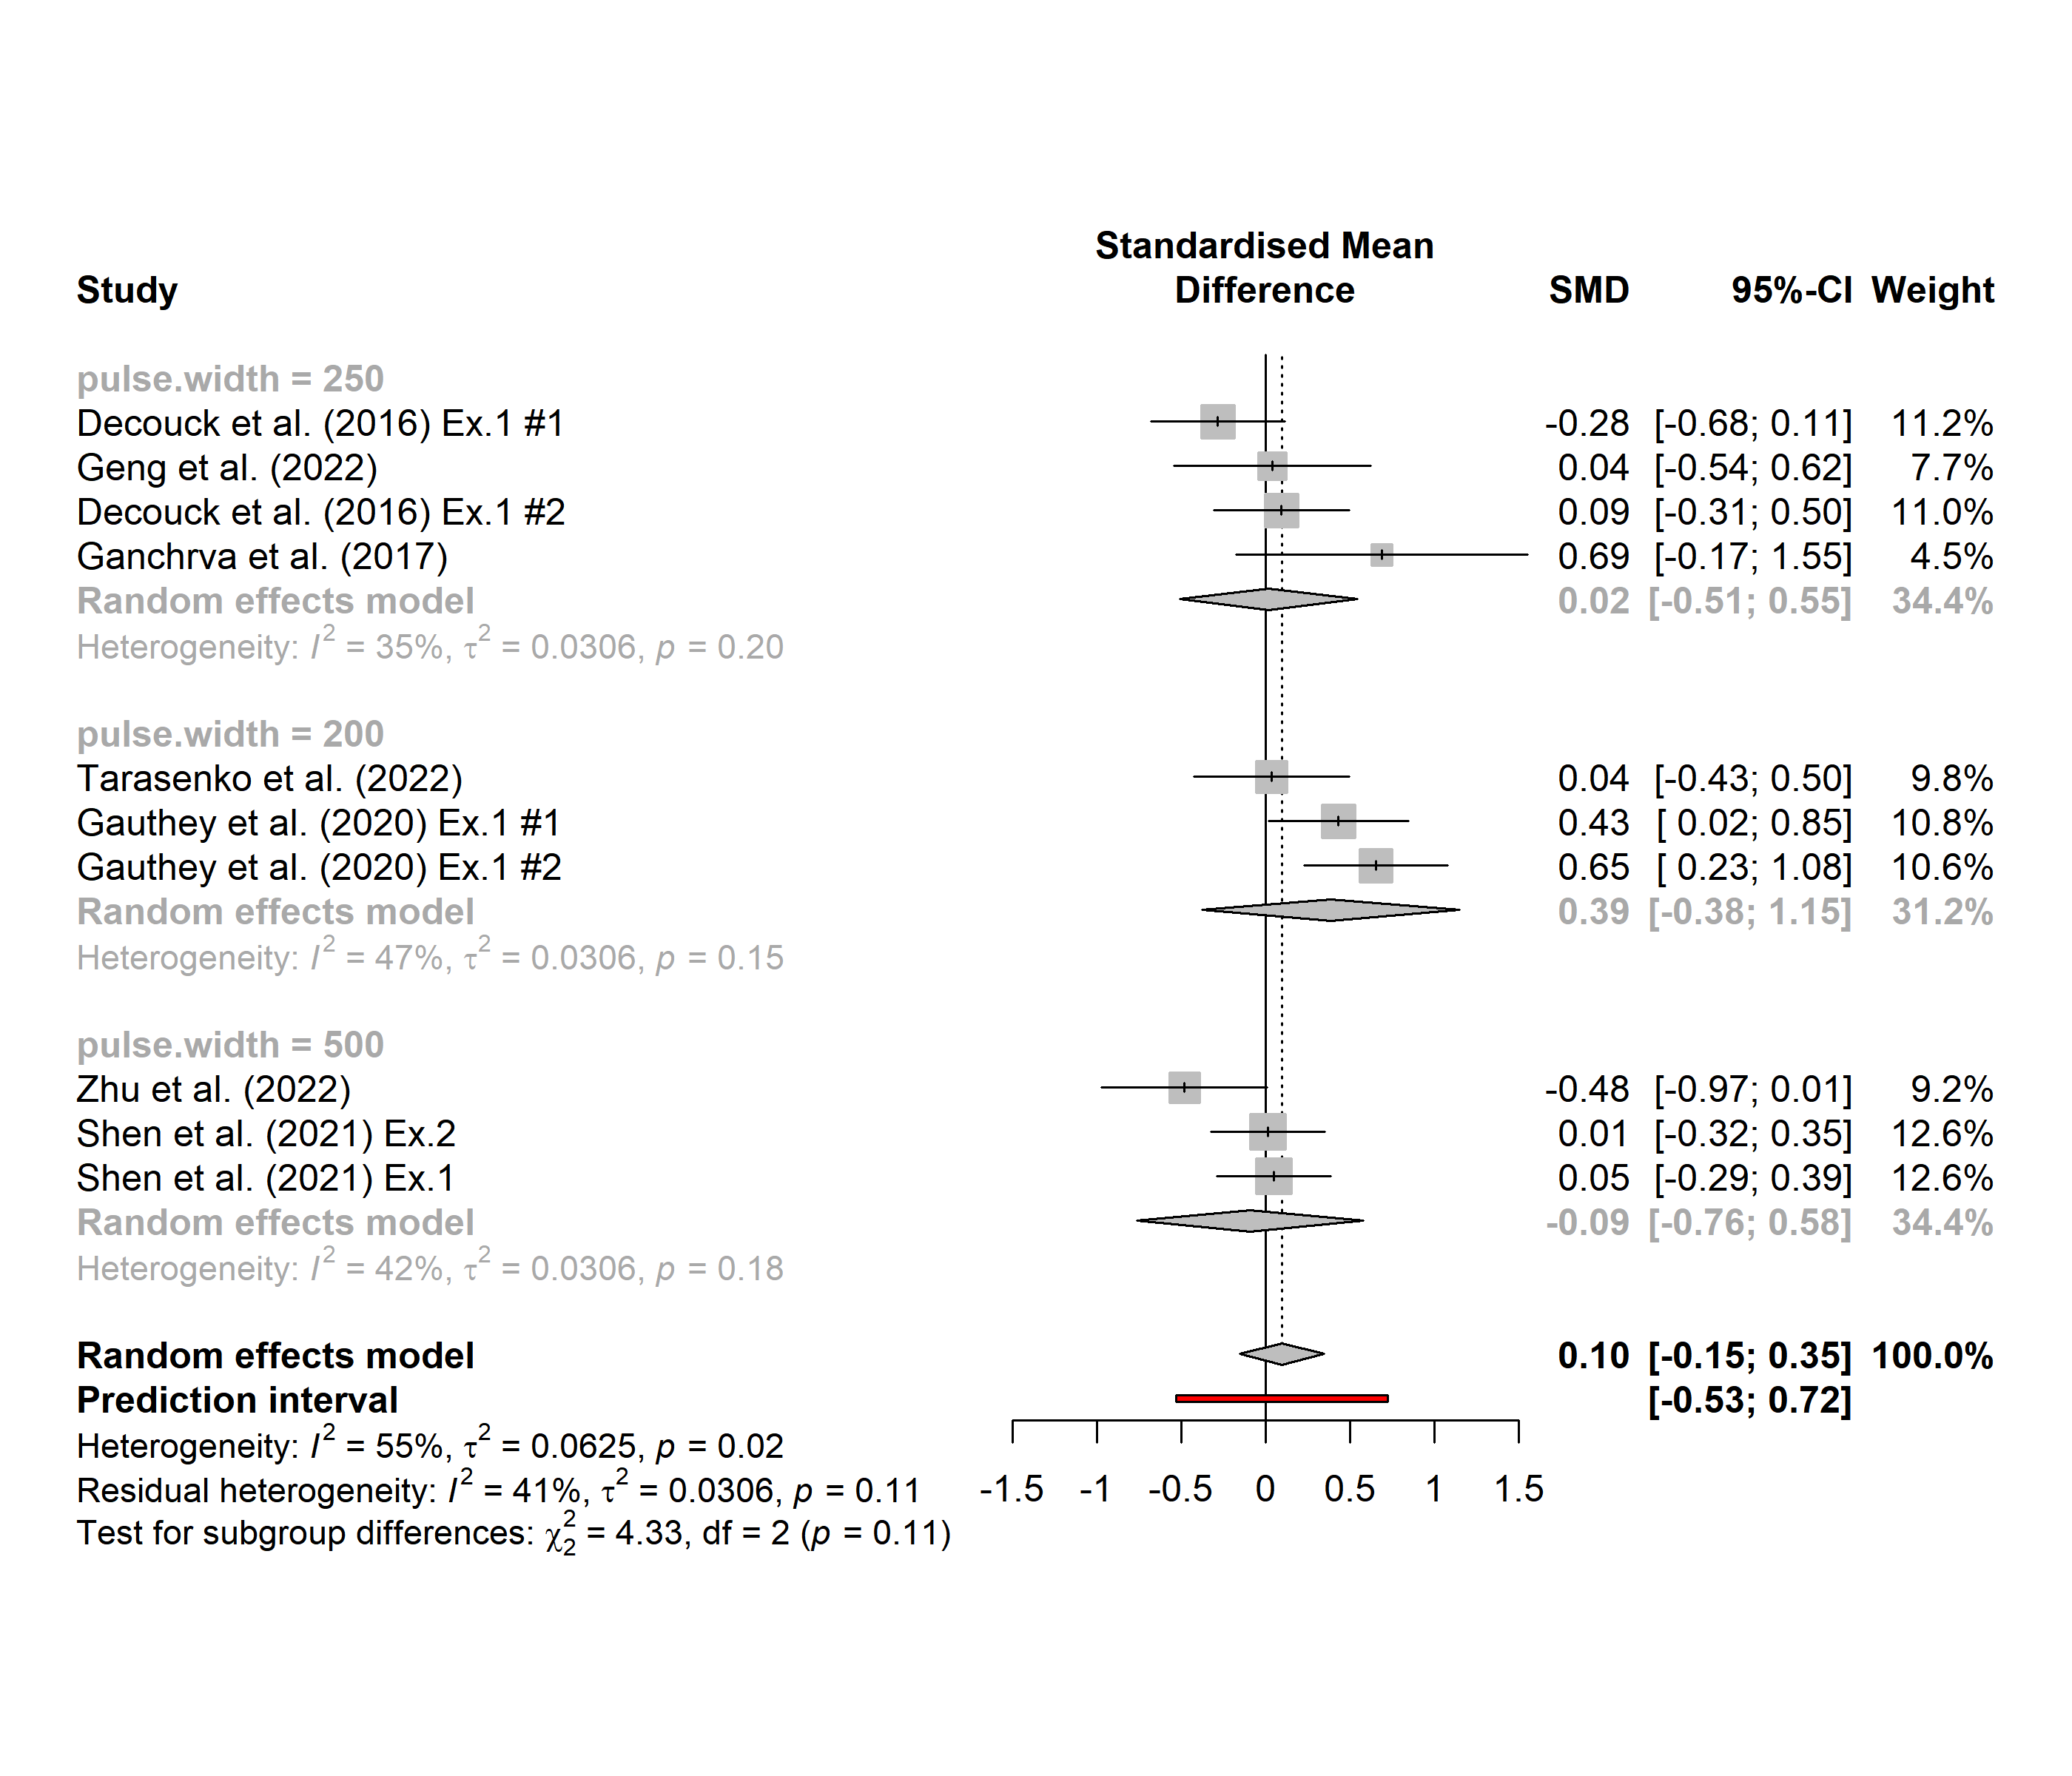 Standardised Mean
Study Difference SMD 95%-CI Weight
pulse.width = 250
Decouck et al. (2016) Ex.1 #1 -0.28 [-0.68; 0.11] 11.2%
Geng et al. (2022) 0.04 [-0.54; 0.62] 7.7%
Decouck et al. (2016) Ex.1 #2 0.09 [-0.31; 0.50] 11.0%
Ganchrva et al. (2017) 0.69 [-0.17; 1.55] 4.5%
Random effects model 0.02 [-0.51; 0.55] 34.4%
Heterogeneity: I² = 35%, τ² = 0.0306, p = 0.20
pulse.width = 200
Tarasenko et al. (2022) 0.04 [-0.43; 0.50] 9.8%
Gauthey et al. (2020) Ex.1 #1 0.43 [ 0.02; 0.85] 10.8%
Gauthey et al. (2020) Ex.1 #2 0.65 [ 0.23; 1.08] 10.6%
Random effects model 0.39 [-0.38; 1.15] 31.2%
Heterogeneity: I² = 47%, τ² = 0.0306, p = 0.15
pulse.width = 500
Zhu et al. (2022) -0.48 [-0.97; 0.01] 9.2%
Shen et al. (2021) Ex.2 0.01 [-0.32; 0.35] 12.6%
Shen et al. (2021) Ex.1 0.05 [-0.29; 0.39] 12.6%
Random effects model -0.09 [-0.76; 0.58] 34.4%
Heterogeneity: I² = 42%, τ² = 0.0306, p = 0.18
Random effects model 0.10 [-0.15; 0.35] 100.0%
Prediction interval [-0.53; 0.72]
Heterogeneity: I² = 55%, τ² = 0.0625, p = 0.02
Residual heterogeneity: I² = 41%, τ² = 0.0306, p = 0.11
-1.5 -1 -0.5 0 0.5 1 1.5
Test for subgroup differences: χ²₂ = 4.33, df = 2 (p = 0.11)